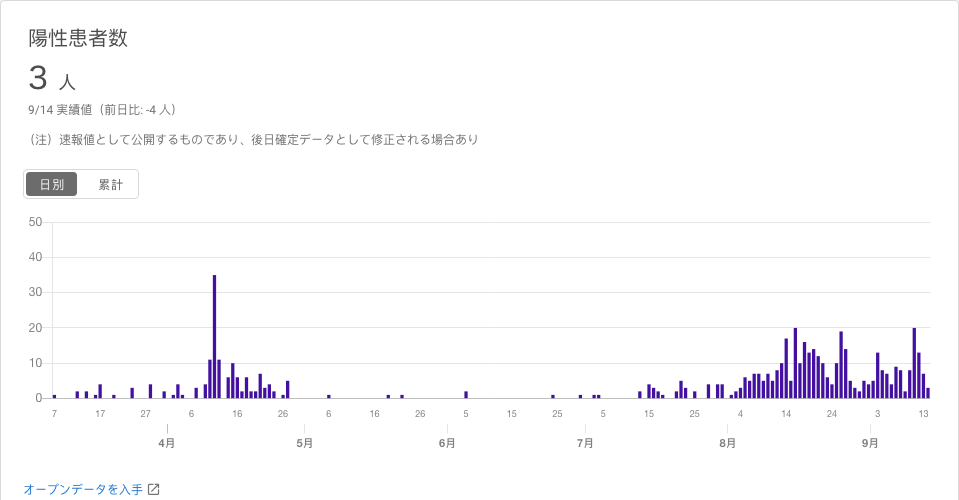 陽性患者数
3 人
9/14 実績値（前日比: -4 人）
（注）速報値として公開するものであり、後日確定データとして修正される場合あり
日別 累計
50
40
30
20
10
0
7 17 27 6 16 26 6 16 26 5 15 25 5 15 25 4 14 24 3 13
4月 5月 6月 7月 8月 9月
オープンデータを入手